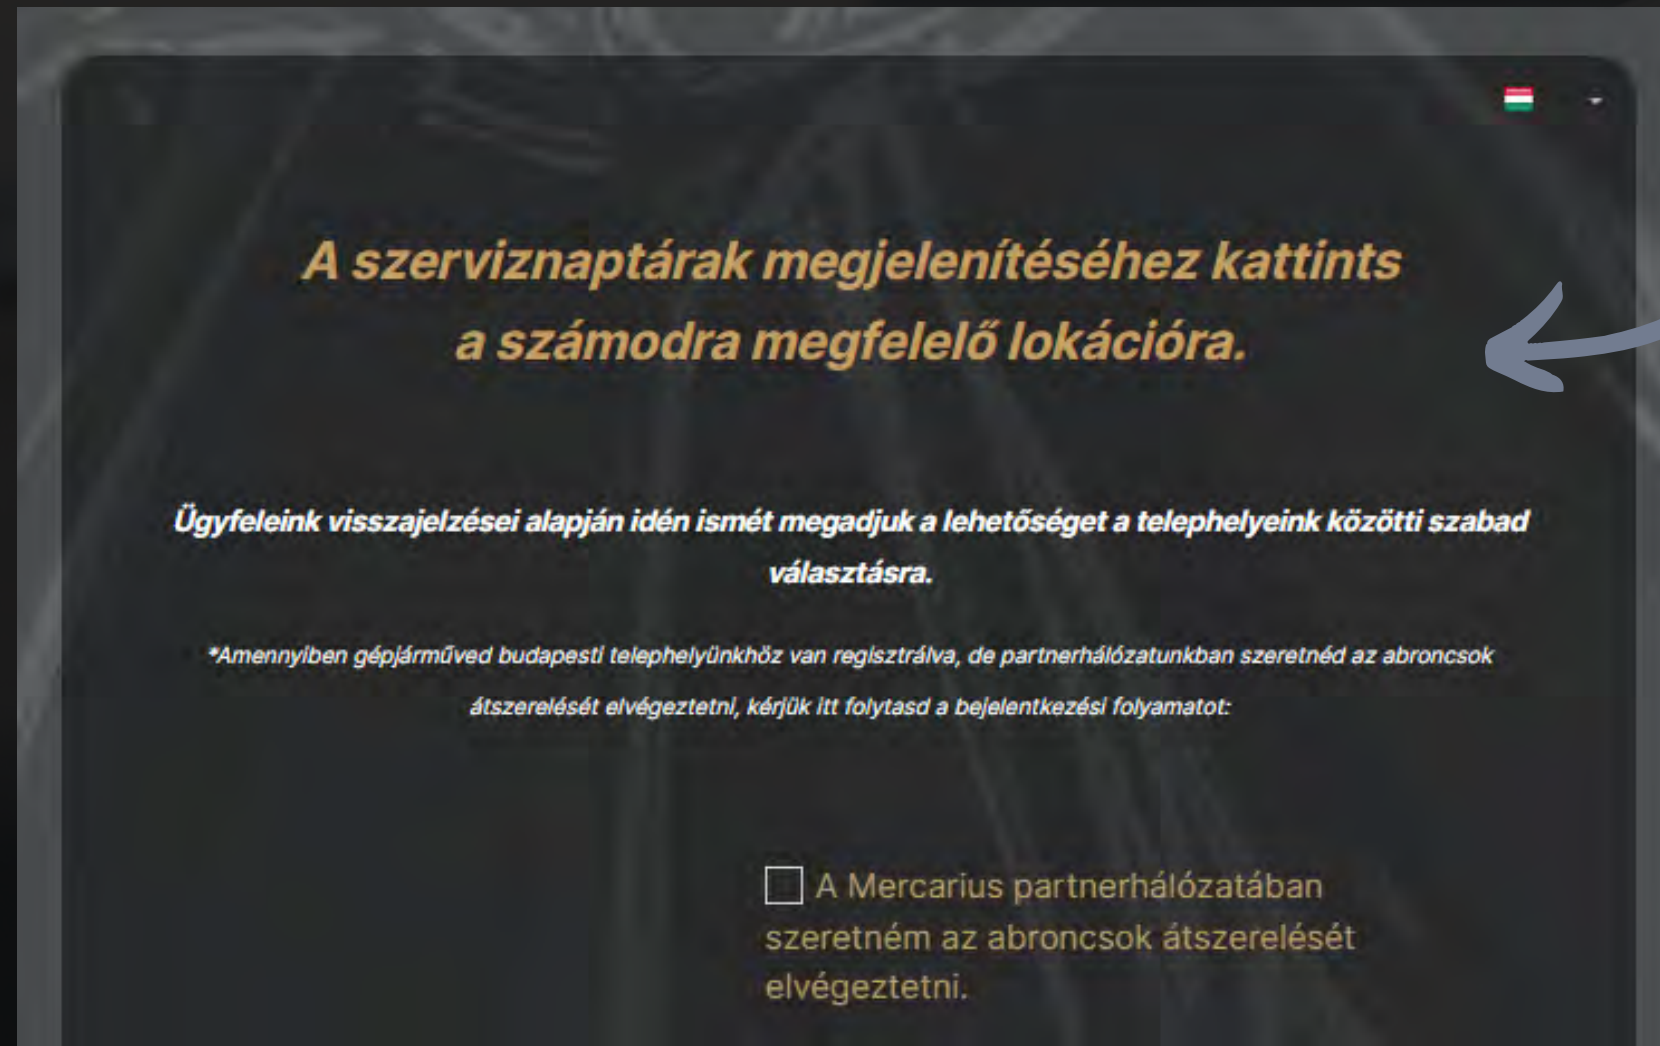 A szerviznaptárak megjelenítéséhez kattints
a számodra megfelelő lokációra.
Ügyfeleink visszajelzései alapján idén ismét megadjuk a lehetőséget a telephelyeink közötti szabad
választásra.
*Amennyiben gépjárműved budapesti telephelyünkhöz van regisztrálva, de partnerhálózatunkban szeretnéd az abroncsok
átszerelését elvégeztetni, kérjük itt folytasd a bejelentkezési folyamatot:
A Mercarius partnerhálózatában
szeretném az abroncsok átszerelését
elvégeztetni.